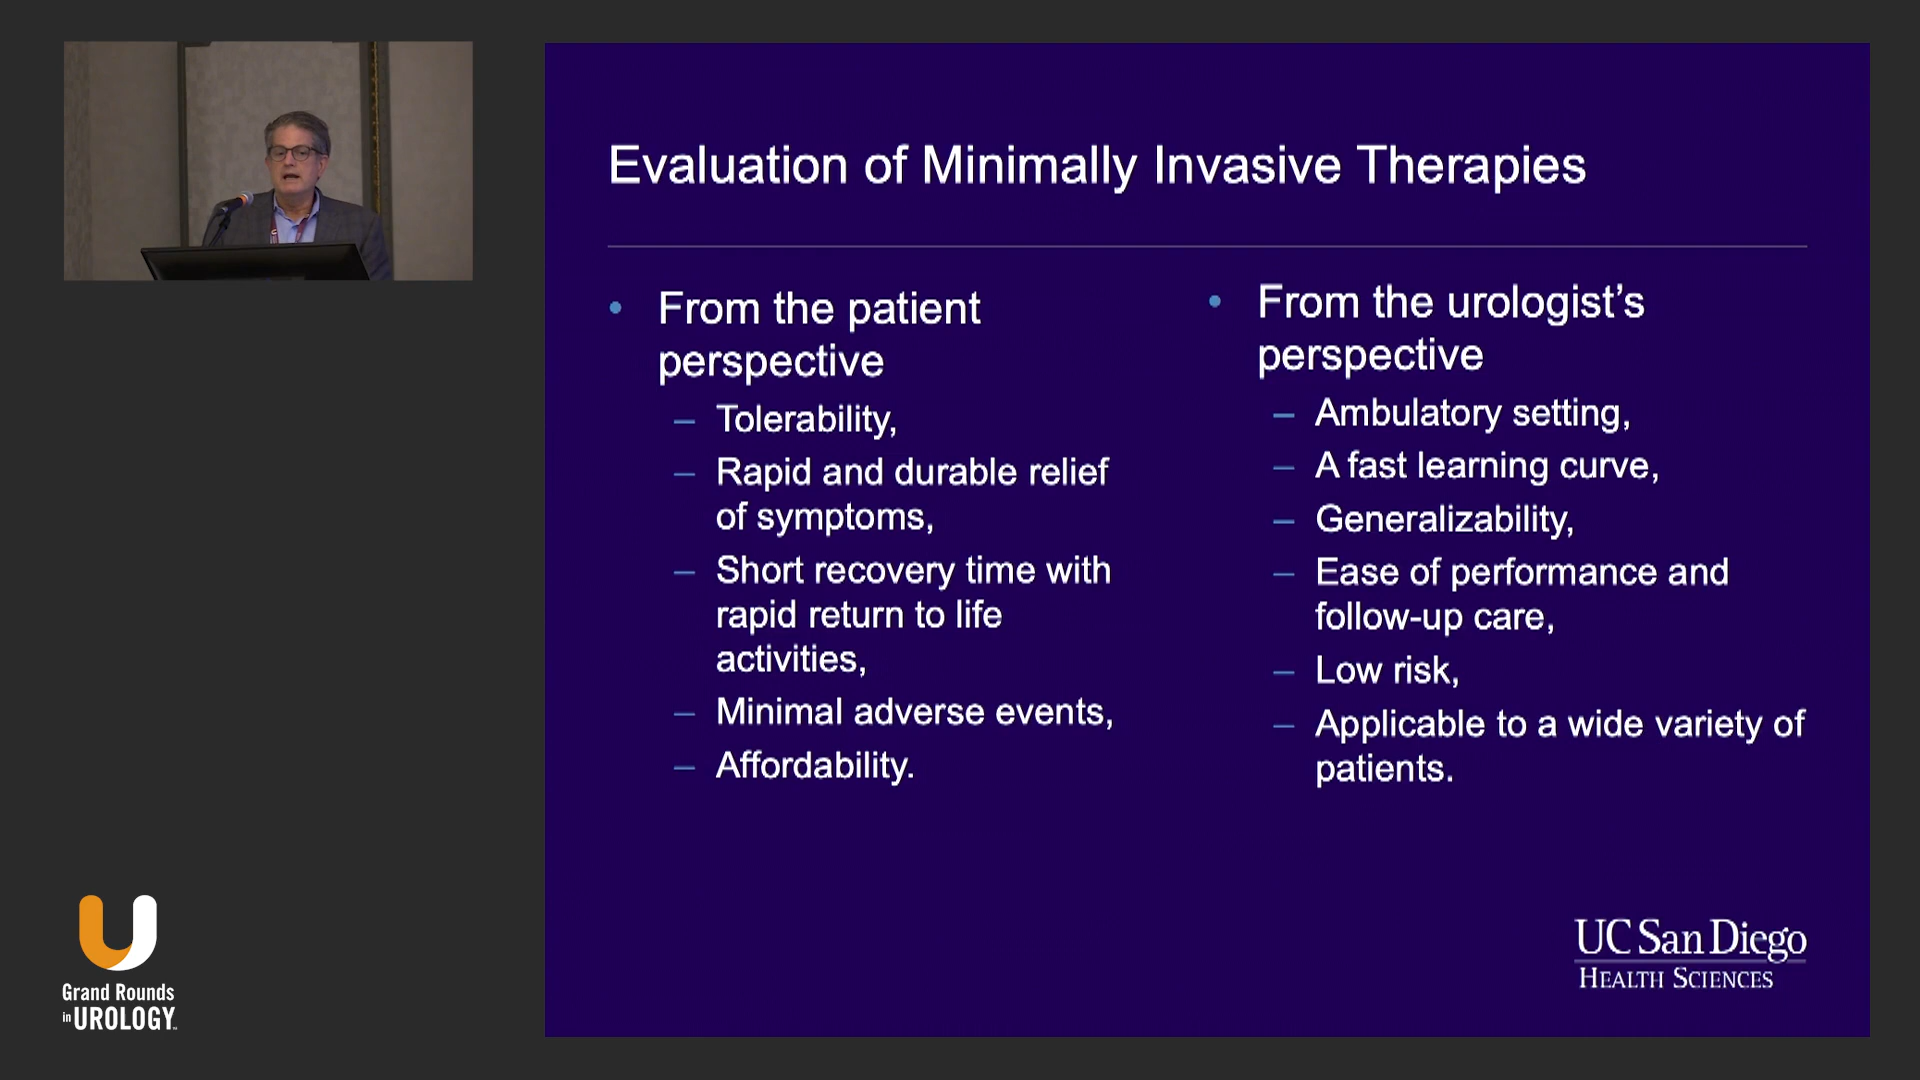 Evaluation of Minimally Invasive Therapies
• From the patient
perspective
– Tolerability,
– Rapid and durable relief
of symptoms,
– Short recovery time with
rapid return to life
activities,
– Minimal adverse events,
– Affordability.
• From the urologist’s
perspective
– Ambulatory setting,
– A fast learning curve,
– Generalizability,
– Ease of performance and
follow-up care,
– Low risk,
– Applicable to a wide variety of
patients.
UC San Diego
HEALTH SCIENCES
Grand Rounds
in UROLOGY